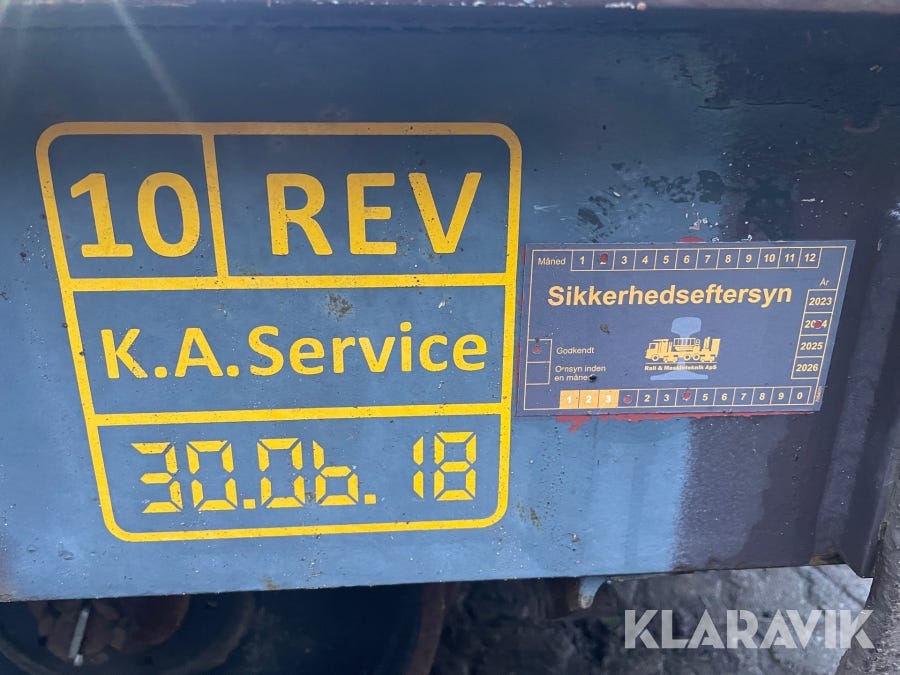 10 REV
K.A.Service
30.06.18
Måned 1 2 3 4 5 6 7 8 9 10 11 12
Sikkerhedseftersyn
År
2023
2024
2025
2026
Godkendt
Omsyn inden
en måned
Rail & Maskinteknik ApS
1 2 3 1 2 3 4 5 6 7 8 9 0
KLARAVIK